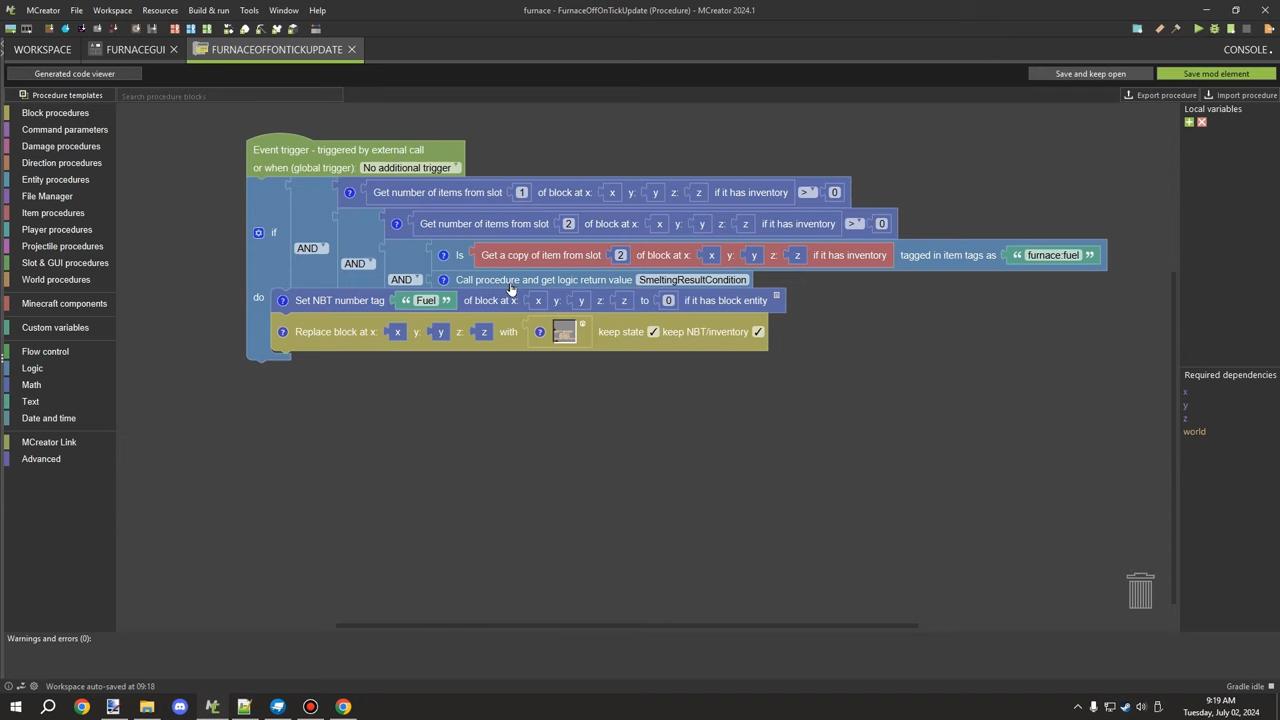 MCreator File Workspace Resources Build & run Tools Window Help furnace - FurnaceOffOnTickUpdate (Procedure) - MCreator 2024.1
WORKSPACE FURNACEGUI FURNACEOFFONTICKUPDATE CONSOLE
Generated code viewer Save and keep open Save mod element
Procedure templates Search procedure blocks Export procedure Import procedure Local variables
Block procedures
Command parameters
Damage procedures
Direction procedures
Entity procedures
File Manager
Item procedures
Player procedures
Projectile procedures
Slot & GUI procedures
World procedures
Minecraft components
Custom variables
Flow control
Logic
Math
Text
Date and time
MCreator Link
Advanced
Event trigger - triggered by external call
or when (global trigger): No additional trigger
Get number of items from slot 1 of block at x: x y: y z: z if it has inventory > 0
if AND
Get number of items from slot 2 of block at x: x y: y z: z if it has inventory > 0
AND
Is Get a copy of item from slot 2 of block at x: x y: y z: z if it has inventory tagged in item tags as “ furnace:fuel ”
AND Call procedure and get logic return value SmeltingResultCondition
do Set NBT number tag “ Fuel ” of block at x: x y: y z: z to 0 if it has block entity
Replace block at x: x y: y z: z with keep state ✓ keep NBT/inventory ✓
Required dependencies
x
y
z
world
Warnings and errors (0):
Workspace auto-saved at 09:18 Gradle idle
9:19 AM
Tuesday, July 02, 2024